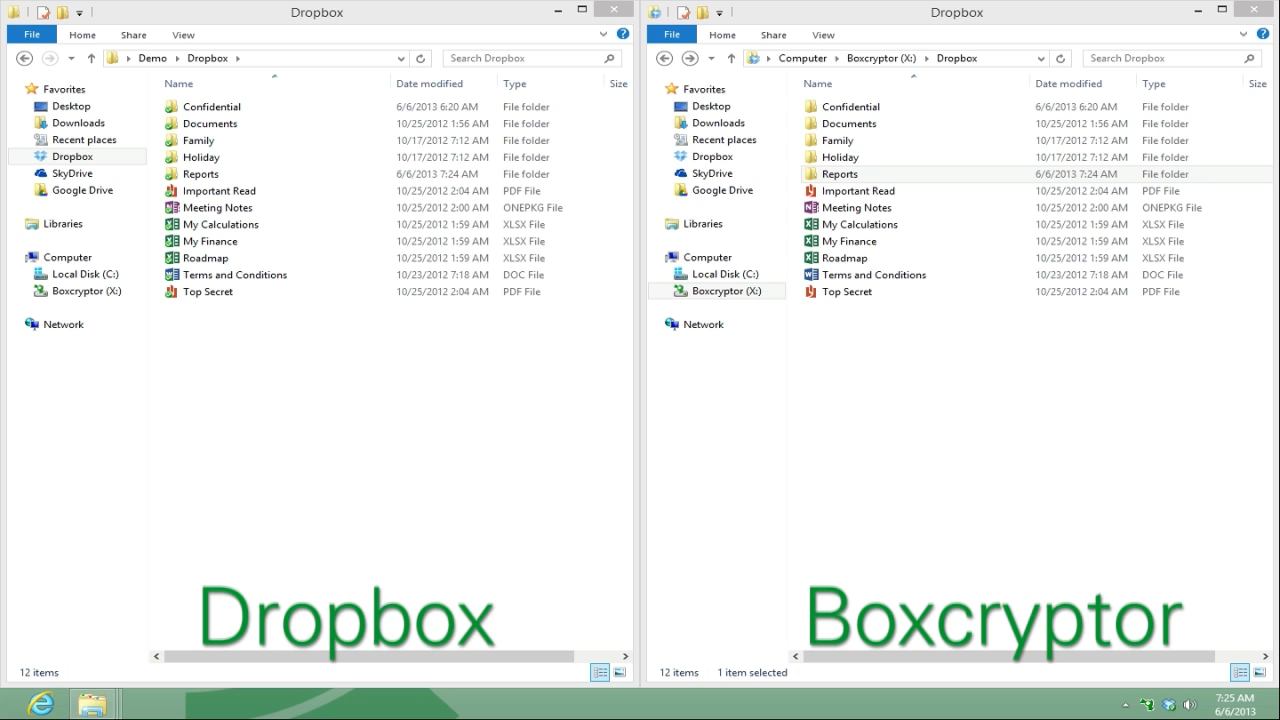 Dropbox
File Home Share View
Demo Dropbox Search Dropbox
Name Date modified Type Size
Favorites
Desktop
Downloads
Recent places
Dropbox
SkyDrive
Google Drive
Libraries
Computer
Local Disk (C:)
Boxcryptor (X:)
Network
Confidential 6/6/2013 6:20 AM File folder
Documents 10/25/2012 1:56 AM File folder
Family 10/17/2012 7:12 AM File folder
Holiday 10/17/2012 7:12 AM File folder
Reports 6/6/2013 7:24 AM File folder
Important Read 10/25/2012 2:04 AM PDF File
Meeting Notes 10/25/2012 2:00 AM ONEPKG File
My Calculations 10/25/2012 1:59 AM XLSX File
My Finance 10/25/2012 1:59 AM XLSX File
Roadmap 10/25/2012 1:59 AM XLSX File
Terms and Conditions 10/23/2012 7:18 AM DOC File
Top Secret 10/25/2012 2:04 AM PDF File
Dropbox
12 items
Dropbox
File Home Share View
Computer Boxcryptor (X:) Dropbox Search Dropbox
Name Date modified Type Size
Favorites
Desktop
Downloads
Recent places
Dropbox
SkyDrive
Google Drive
Libraries
Computer
Local Disk (C:)
Boxcryptor (X:)
Network
Confidential 6/6/2013 6:20 AM File folder
Documents 10/25/2012 1:56 AM File folder
Family 10/17/2012 7:12 AM File folder
Holiday 10/17/2012 7:12 AM File folder
Reports 6/6/2013 7:24 AM File folder
Important Read 10/25/2012 2:04 AM PDF File
Meeting Notes 10/25/2012 2:00 AM ONEPKG File
My Calculations 10/25/2012 1:59 AM XLSX File
My Finance 10/25/2012 1:59 AM XLSX File
Roadmap 10/25/2012 1:59 AM XLSX File
Terms and Conditions 10/23/2012 7:18 AM DOC File
Top Secret 10/25/2012 2:04 AM PDF File
Boxcryptor
12 items 1 item selected
7:25 AM
6/6/2013